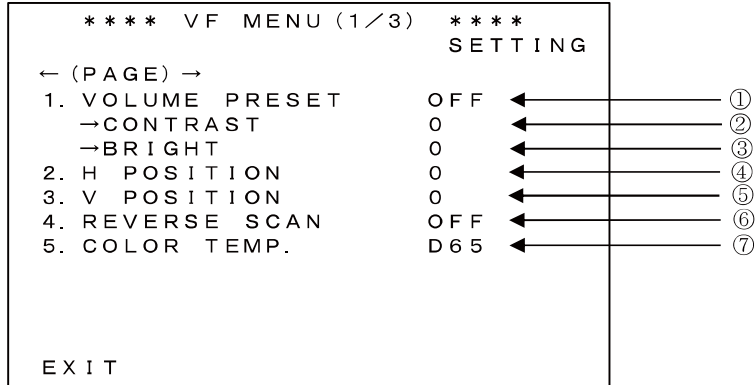 **** VF MENU(1/3) ****
SETTING
← (PAGE) →
1. VOLUME PRESET OFF ①
→CONTRAST 0 ②
→BRIGHT 0 ③
2. H POSITION 0 ④
3. V POSITION 0 ⑤
4. REVERSE SCAN OFF ⑥
5. COLOR TEMP. D65 ⑦
EXIT